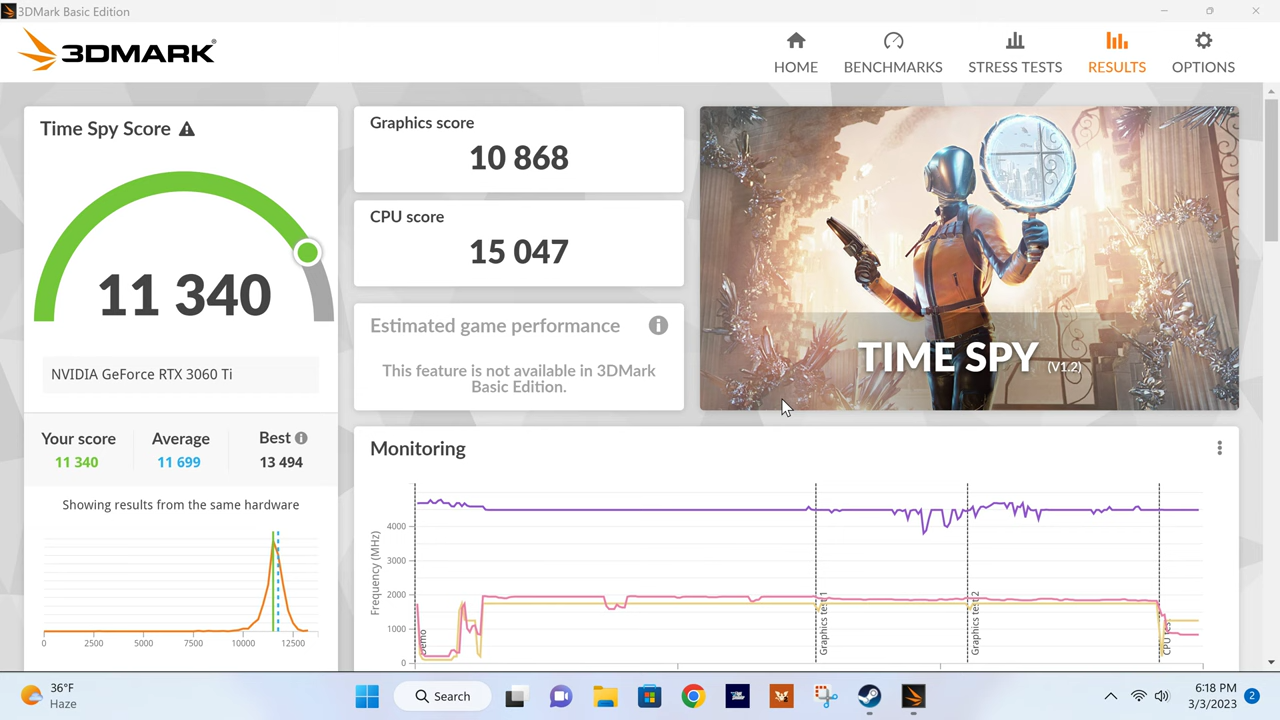 3DMark Basic Edition
3DMARK®
HOME
BENCHMARKS
STRESS TESTS
RESULTS
OPTIONS
Time Spy Score
11 340
NVIDIA GeForce RTX 3060 Ti
Your score
11 340
Average
11 699
Best
13 494
Showing results from the same hardware
0 2500 5000 7500 10000 12500
Graphics score
10 868
CPU score
15 047
Estimated game performance
This feature is not available in 3DMark
Basic Edition.
TIME SPY (V1.2)
Monitoring
Frequency (MHz)
4000
3000
2000
1000
0
Demo
Graphics test 1
Graphics test 2
36°F
Haze
Search
6:18 PM
3/3/2023
2